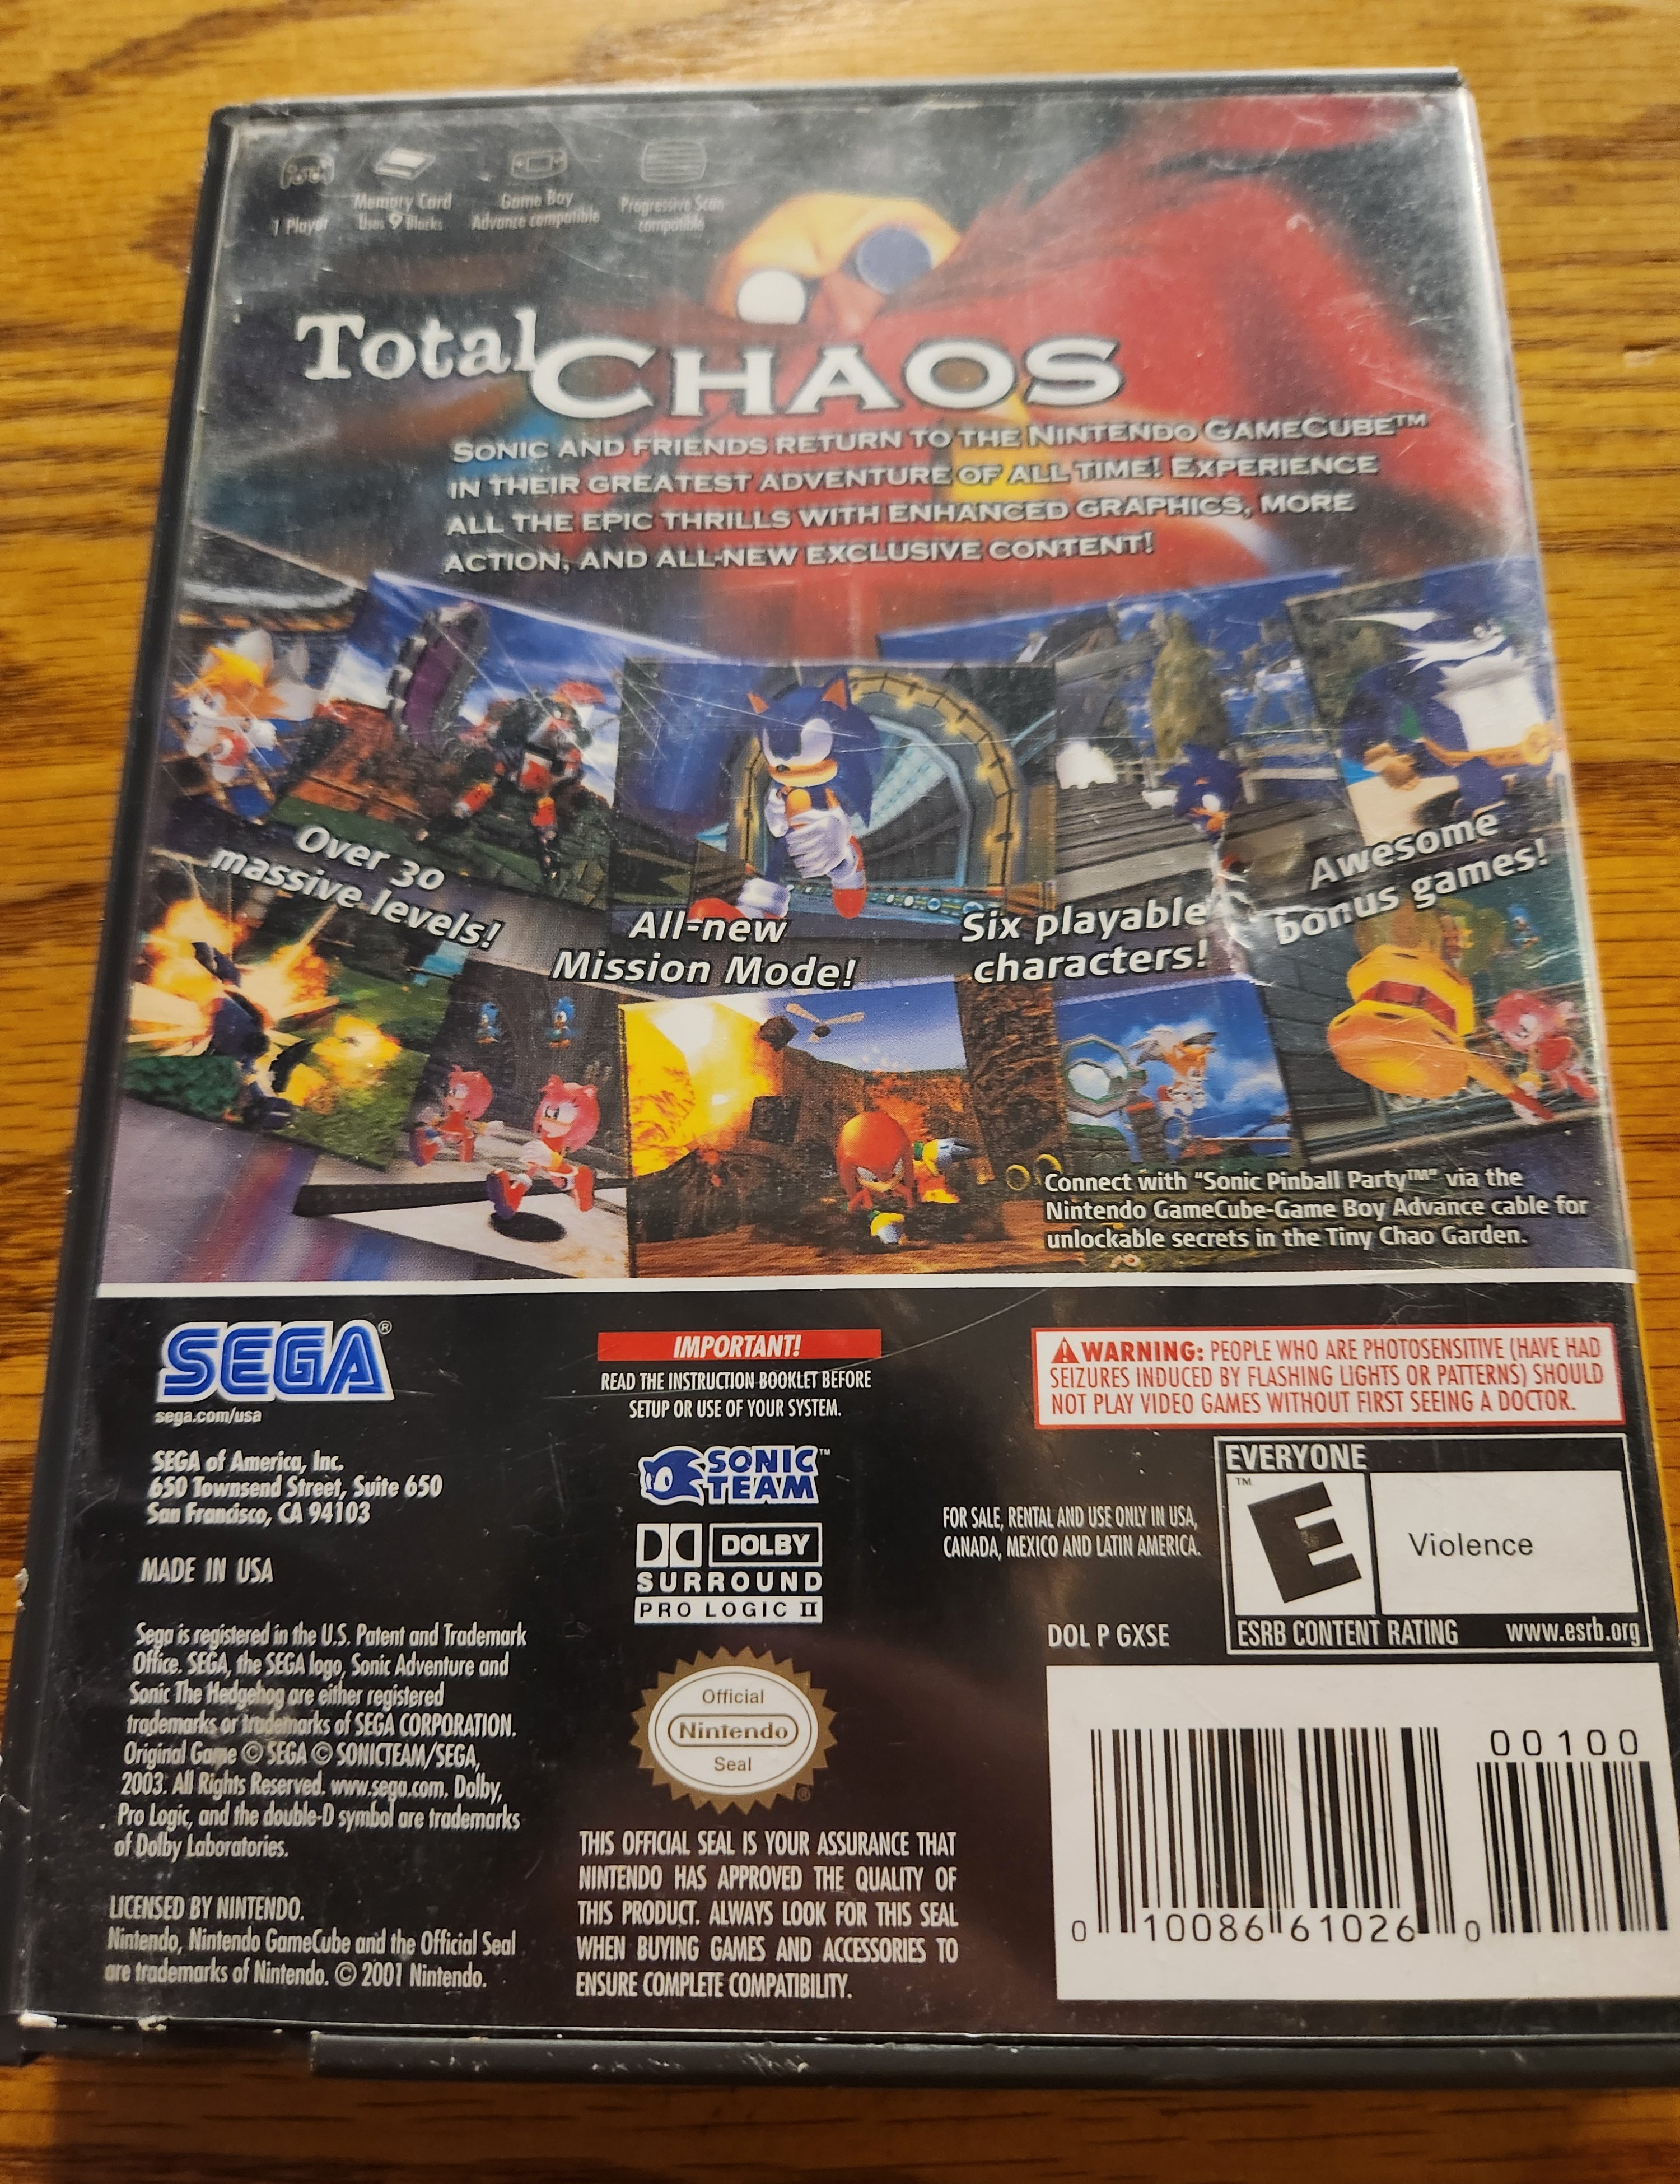 1 Player
Memory Card
Uses 9 Blocks
Game Boy
Advance compatible
Progressive Scan
compatible
Total CHAOS
SONIC AND FRIENDS RETURN TO THE NINTENDO GAMECUBE™
IN THEIR GREATEST ADVENTURE OF ALL TIME! EXPERIENCE
ALL THE EPIC THRILLS WITH ENHANCED GRAPHICS, MORE
ACTION, AND ALL-NEW EXCLUSIVE CONTENT!
Over 30
massive levels!
All-new
Mission Mode!
Six playable
characters!
Awesome
bonus games!
Connect with "Sonic Pinball Party™" via the
Nintendo GameCube-Game Boy Advance cable for
unlockable secrets in the Tiny Chao Garden.
SEGA®
sega.com/usa
SEGA of America, Inc.
650 Townsend Street, Suite 650
San Francisco, CA 94103
MADE IN USA
Sega is registered in the U.S. Patent and Trademark
Office. SEGA, the SEGA logo, Sonic Adventure and
Sonic The Hedgehog are either registered
trademarks or trademarks of SEGA CORPORATION.
Original Game © SEGA © SONICTEAM/SEGA,
2003. All Rights Reserved. www.sega.com. Dolby,
Pro Logic, and the double-D symbol are trademarks
of Dolby Laboratories.
LICENSED BY NINTENDO.
Nintendo, Nintendo GameCube and the Official Seal
are trademarks of Nintendo. © 2001 Nintendo.
IMPORTANT!
READ THE INSTRUCTION BOOKLET BEFORE
SETUP OR USE OF YOUR SYSTEM.
SONIC™
TEAM
DOLBY
SURROUND
PRO LOGIC II
Official
Nintendo
Seal
®
THIS OFFICIAL SEAL IS YOUR ASSURANCE THAT
NINTENDO HAS APPROVED THE QUALITY OF
THIS PRODUCT. ALWAYS LOOK FOR THIS SEAL
WHEN BUYING GAMES AND ACCESSORIES TO
ENSURE COMPLETE COMPATIBILITY.
WARNING: PEOPLE WHO ARE PHOTOSENSITIVE (HAVE HAD
SEIZURES INDUCED BY FLASHING LIGHTS OR PATTERNS) SHOULD
NOT PLAY VIDEO GAMES WITHOUT FIRST SEEING A DOCTOR.
FOR SALE, RENTAL AND USE ONLY IN USA,
CANADA, MEXICO AND LATIN AMERICA.
EVERYONE
™
E
Violence
ESRB CONTENT RATING www.esrb.org
DOL P GXSE
00100
0 10086 61026 0